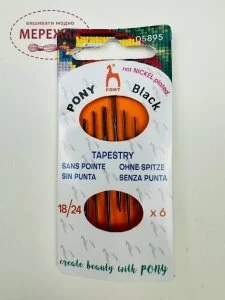 вишиваймо модно
МЕРЕЖКА
05895
not NICKEL plated
PONY
PONY
Black
TAPESTRY
SANS POINTE
OHNE SPITZE
SIN PUNTA
SENZA PUNTA
18/24
x 6
create beauty with PONY